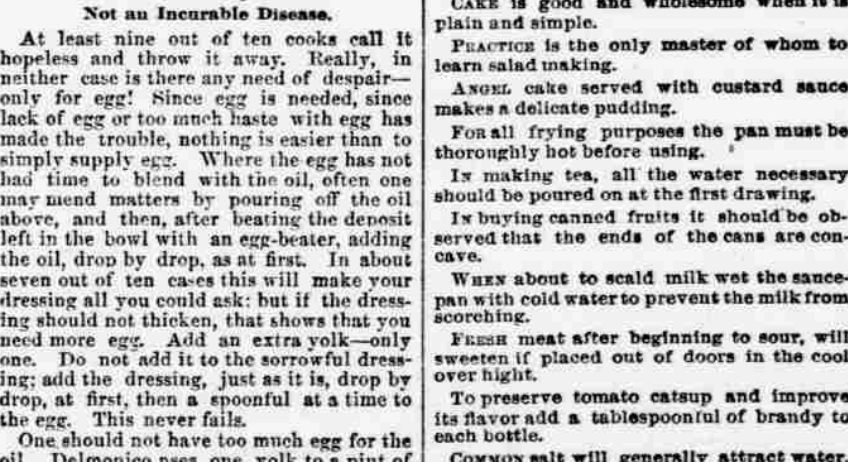 Not an Incurable Disease.
At least nine out of ten cooks call it
hopeless and throw it away. Really, in
neither case is there any need of despair—
only for egg! Since egg is needed, since
lack of egg or too much haste with egg has
made the trouble, nothing is easier than to
simply supply egg. Where the egg has not
had time to blend with the oil, often one
may mend matters by pouring off the oil
above, and then, after beating the deposit
left in the bowl with an egg-beater, adding
the oil, drop by drop, as at first. In about
seven out of ten cases this will make your
dressing all you could ask: but if the dress-
ing should not thicken, that shows that you
need more egg. Add an extra yolk—only
one. Do not add it to the sorrowful dress-
ing; add the dressing, just as it is, drop by
drop, at first, then a spoonful at a time to
the egg. This never fails.
One should not have too much egg for the
oil. Delmonico uses one yolk to a pint of
CAKE is good and wholesome when it is
plain and simple.
PRACTICE is the only master of whom to
learn salad making.
ANGEL cake served with custard sauce
makes a delicate pudding.
FOR all frying purposes the pan must be
thoroughly hot before using.
IN making tea, all the water necessary
should be poured on at the first drawing.
IN buying canned fruits it should be ob-
served that the ends of the cans are con-
cave.
WHEN about to scald milk wet the sauce-
pan with cold water to prevent the milk from
scorching.
FRESH meat after beginning to sour, will
sweeten if placed out of doors in the cool
over hight.
To preserve tomato catsup and improve
its flavor add a tablespoonful of brandy to
each bottle.
COMMON salt will generally attract water.